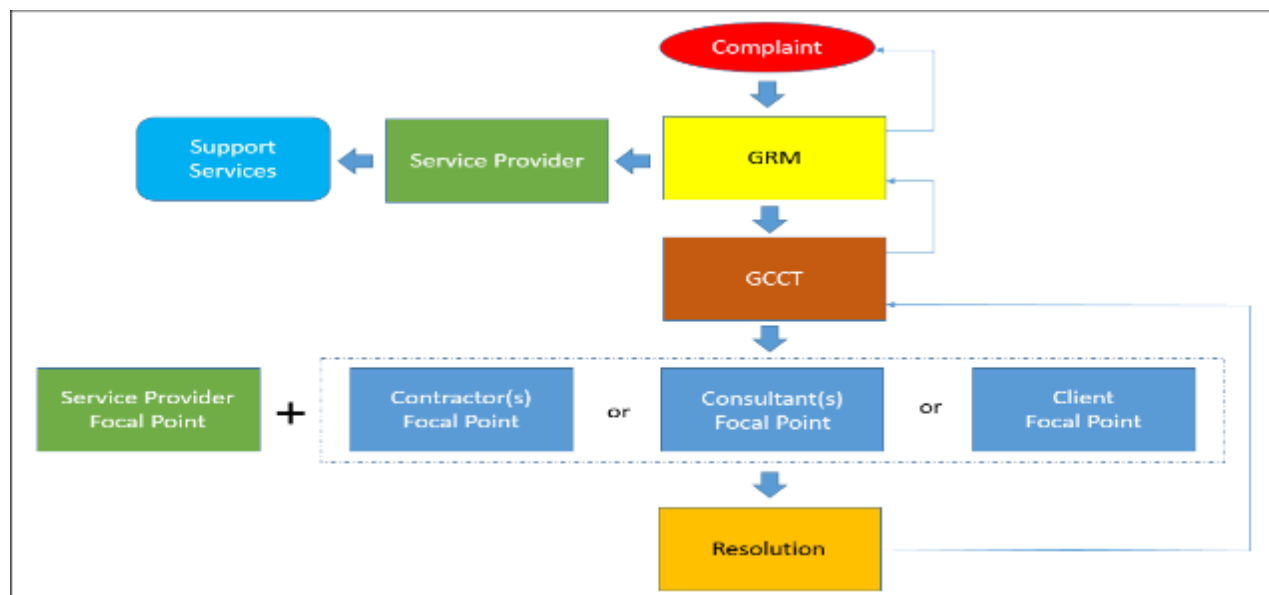 Complaint
Support
Services
Service Provider
GRM
GCCT
Service Provider
Focal Point
+
Contractor(s)
Focal Point
or
Consultant(s)
Focal Point
or
Client
Focal Point
Resolution